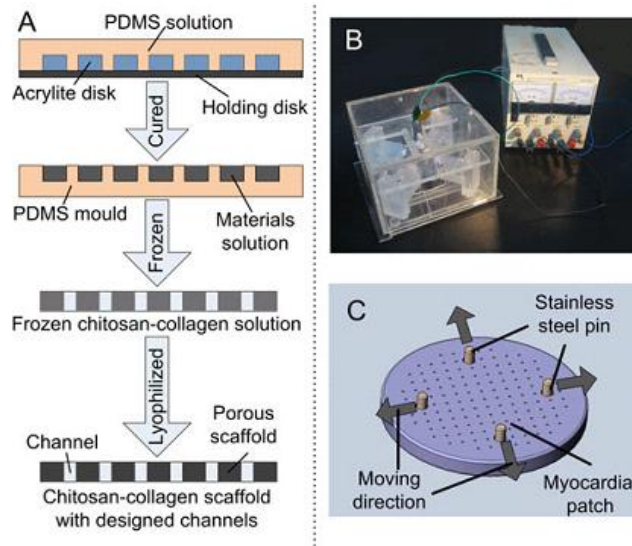 A
PDMS solution
Acrylite disk
Holding disk
Cured
PDMS mould
Materials
solution
Frozen
Frozen chitosan-collagen solution
Lyophilized
Channel
Porous
scaffold
Chitosan-collagen scaffold
with designed channels
B
C
Stainless
steel pin
Moving
direction
Myocardia
patch